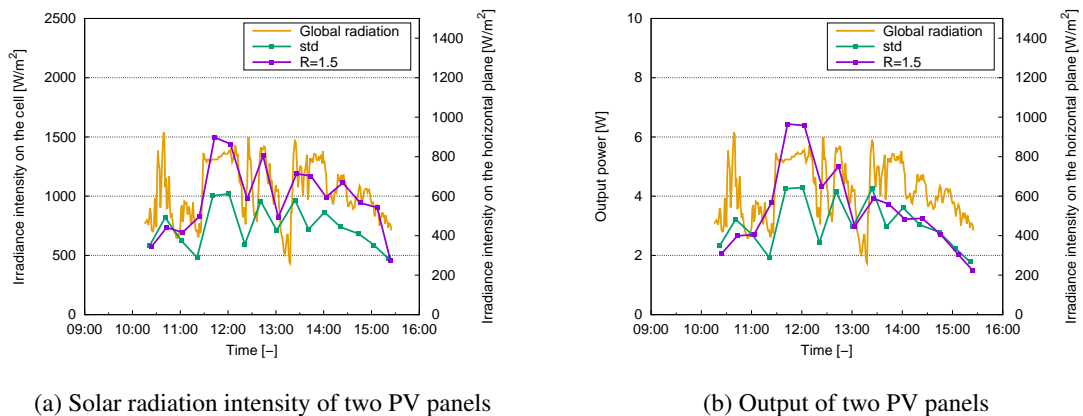 2500
2000
1500
1000
500
0
Irradiance intensity on the cell [W/m²]
Global radiation
std
R=1.5
1400
1200
1000
800
600
400
200
0
Irradiance intensity on the horizontal plane [W/m²]
09:00 10:00 11:00 12:00 13:00 14:00 15:00 16:00
Time [−]
(a) Solar radiation intensity of two PV panels
10
8
6
4
2
0
Output power [W]
Global radiation
std
R=1.5
1400
1200
1000
800
600
400
200
0
Irradiance intensity on the horizontal plane [W/m²]
09:00 10:00 11:00 12:00 13:00 14:00 15:00 16:00
Time [−]
(b) Output of two PV panels